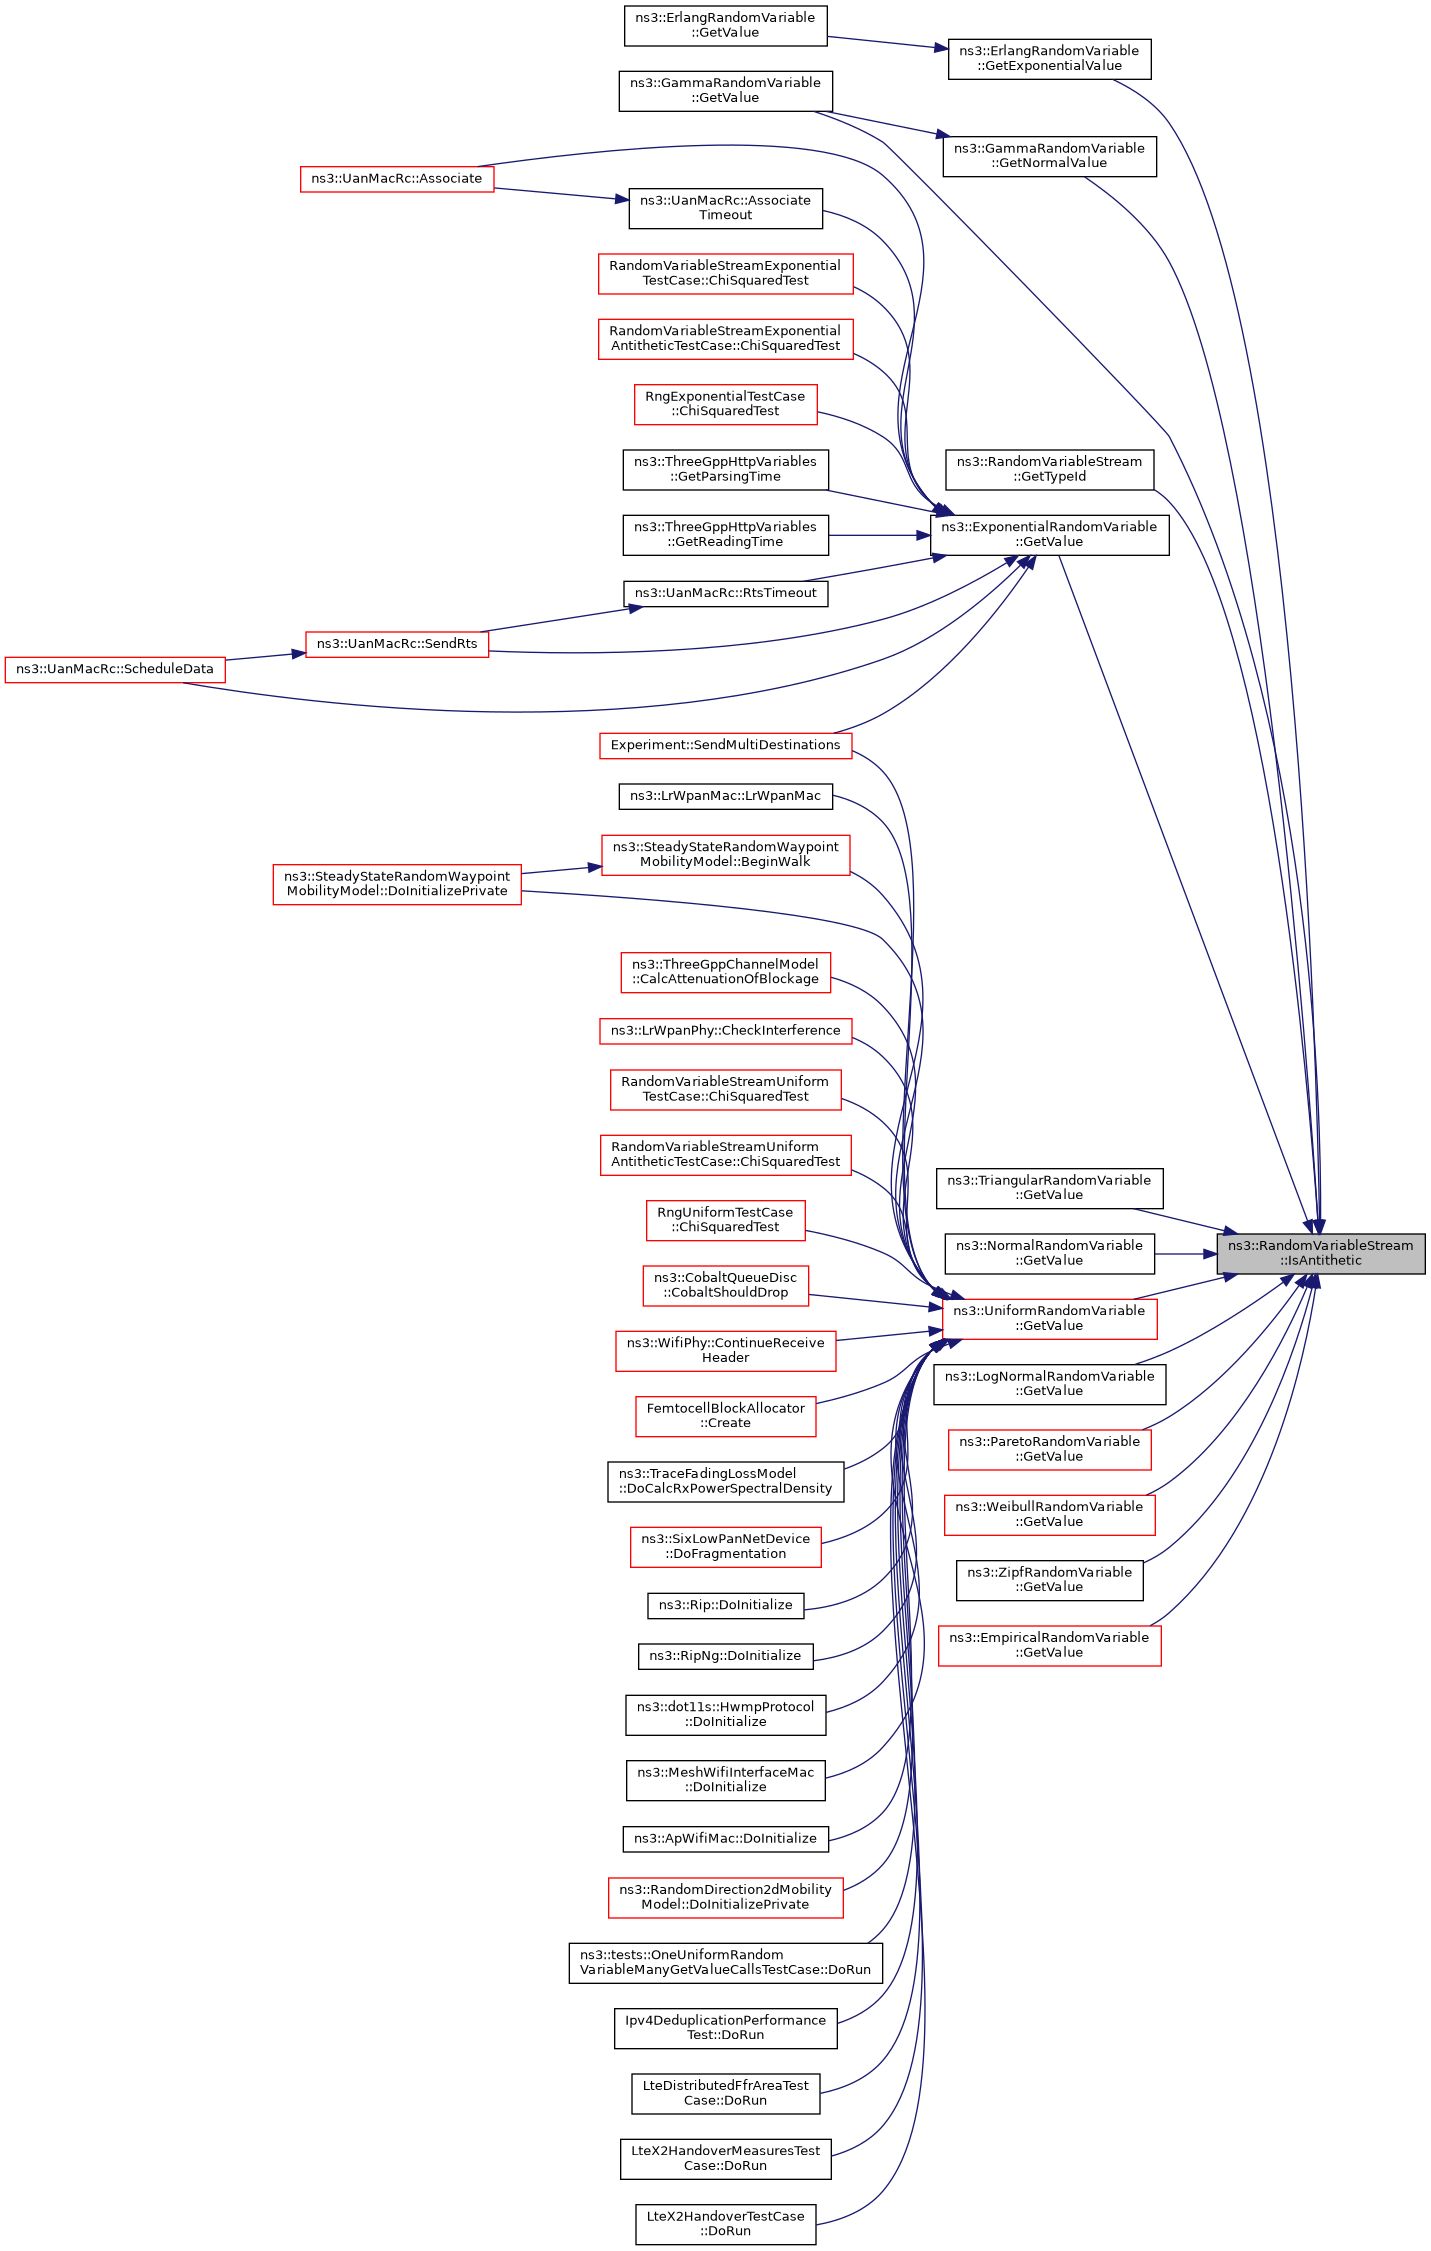 ns3::ErlangRandomVariable
::GetValue
ns3::ErlangRandomVariable
::GetExponentialValue
ns3::GammaRandomVariable
::GetValue
ns3::GammaRandomVariable
::GetNormalValue
ns3::UanMacRc::Associate
ns3::UanMacRc::Associate
Timeout
RandomVariableStreamExponential
TestCase::ChiSquaredTest
RandomVariableStreamExponential
AntitheticTestCase::ChiSquaredTest
RngExponentialTestCase
::ChiSquaredTest
ns3::ThreeGppHttpVariables
::GetParsingTime
ns3::RandomVariableStream
::GetTypeId
ns3::ThreeGppHttpVariables
::GetReadingTime
ns3::ExponentialRandomVariable
::GetValue
ns3::UanMacRc::RtsTimeout
ns3::UanMacRc::SendRts
ns3::UanMacRc::ScheduleData
Experiment::SendMultiDestinations
ns3::LrWpanMac::LrWpanMac
ns3::SteadyStateRandomWaypoint
MobilityModel::BeginWalk
ns3::SteadyStateRandomWaypoint
MobilityModel::DoInitializePrivate
ns3::ThreeGppChannelModel
::CalcAttenuationOfBlockage
ns3::LrWpanPhy::CheckInterference
RandomVariableStreamUniform
TestCase::ChiSquaredTest
RandomVariableStreamUniform
AntitheticTestCase::ChiSquaredTest
ns3::TriangularRandomVariable
::GetValue
RngUniformTestCase
::ChiSquaredTest
ns3::NormalRandomVariable
::GetValue
ns3::RandomVariableStream
::IsAntithetic
ns3::CobaltQueueDisc
::CobaltShouldDrop
ns3::UniformRandomVariable
::GetValue
ns3::WifiPhy::ContinueReceive
Header
ns3::LogNormalRandomVariable
::GetValue
FemtocellBlockAllocator
::Create
ns3::ParetoRandomVariable
::GetValue
ns3::TraceFadingLossModel
::DoCalcRxPowerSpectralDensity
ns3::WeibullRandomVariable
::GetValue
ns3::SixLowPanNetDevice
::DoFragmentation
ns3::ZipfRandomVariable
::GetValue
ns3::Rip::DoInitialize
ns3::EmpiricalRandomVariable
::GetValue
ns3::RipNg::DoInitialize
ns3::dot11s::HwmpProtocol
::DoInitialize
ns3::MeshWifiInterfaceMac
::DoInitialize
ns3::ApWifiMac::DoInitialize
ns3::RandomDirection2dMobility
Model::DoInitializePrivate
ns3::tests::OneUniformRandom
VariableManyGetValueCallsTestCase::DoRun
Ipv4DeduplicationPerformance
Test::DoRun
LteDistributedFfrAreaTest
Case::DoRun
LteX2HandoverMeasuresTest
Case::DoRun
LteX2HandoverTestCase
::DoRun